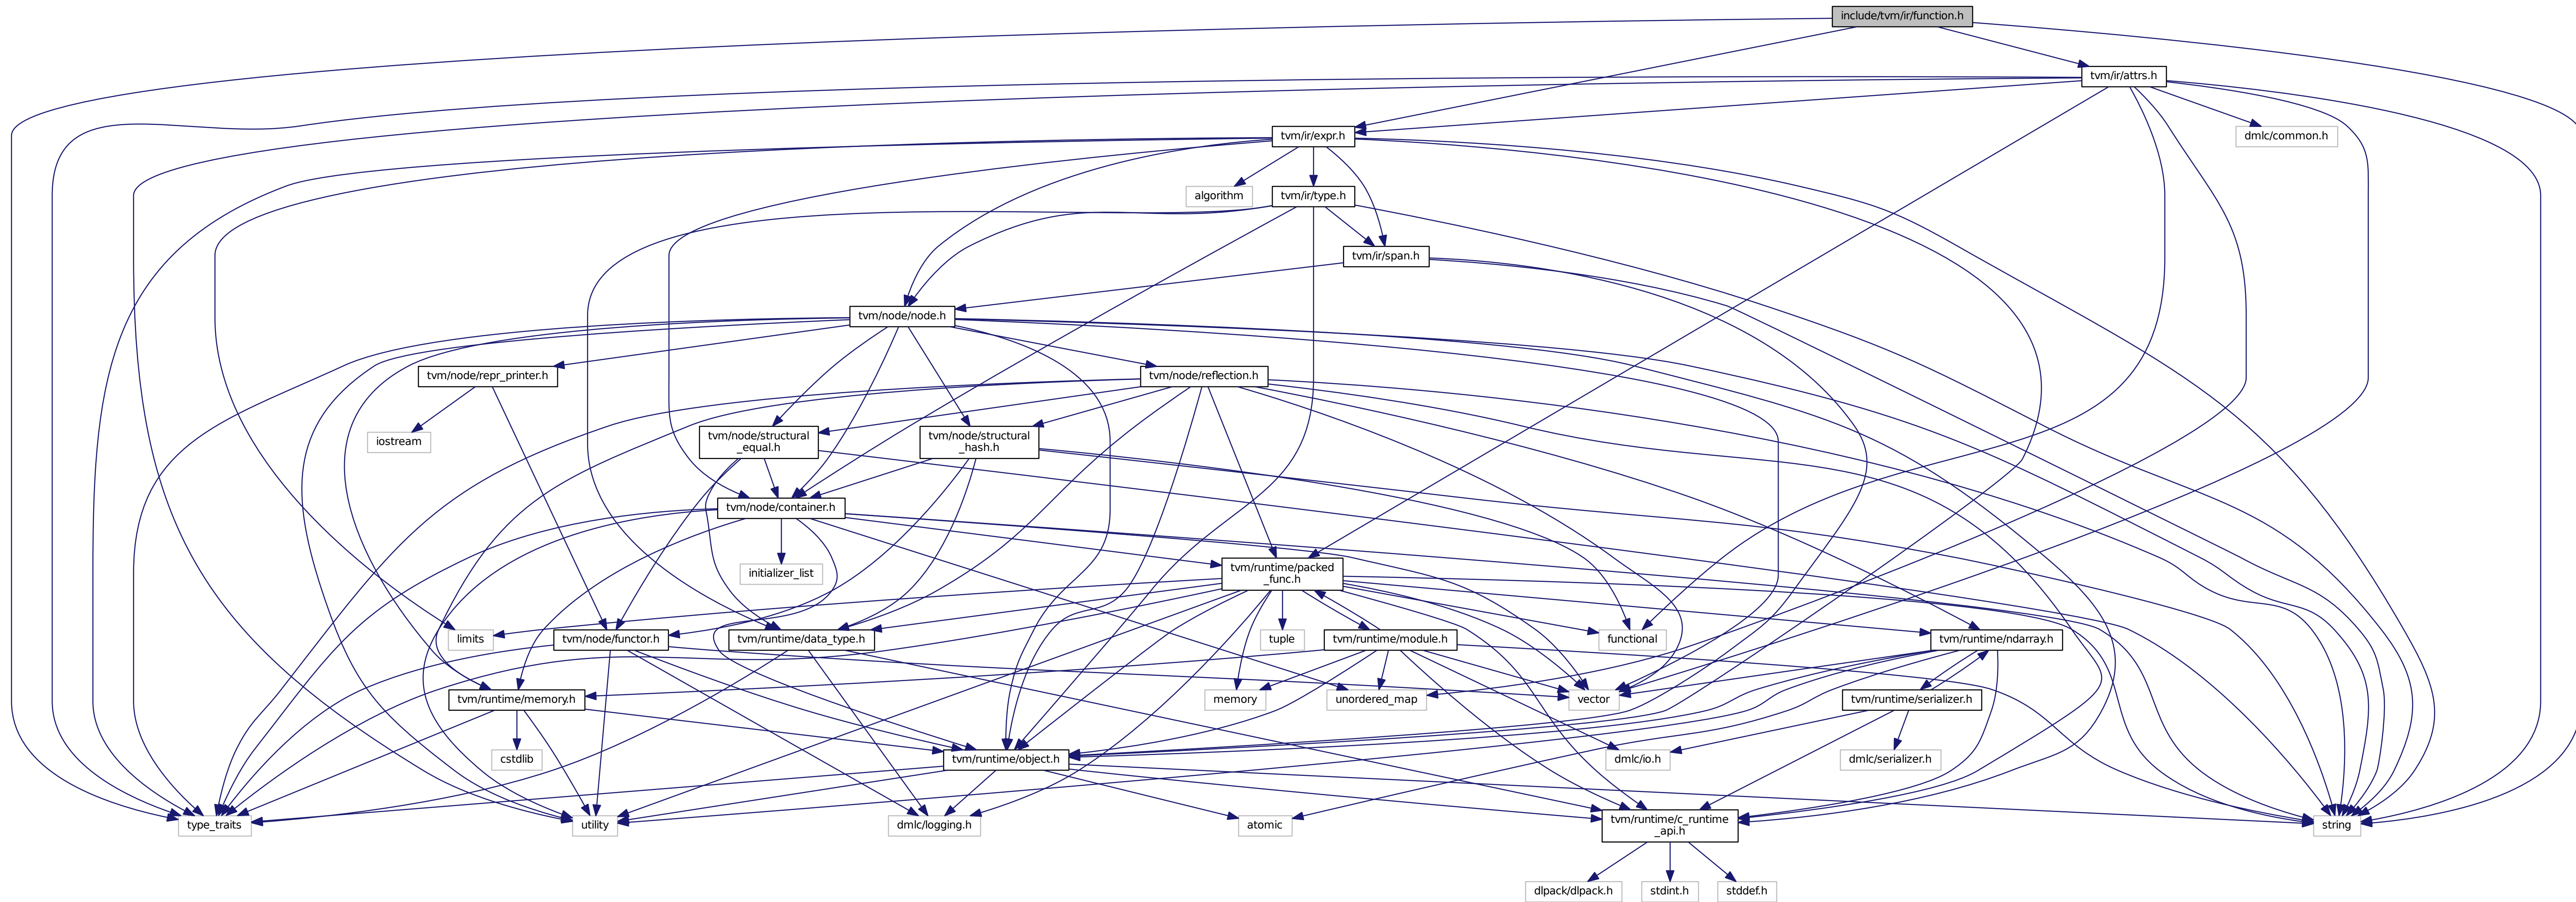 include/tvm/ir/function.h
tvm/ir/attrs.h
tvm/ir/expr.h
dmlc/common.h
algorithm
tvm/ir/type.h
tvm/ir/span.h
tvm/node/node.h
tvm/node/repr_printer.h
tvm/node/reflection.h
iostream
tvm/node/structural
_equal.h
tvm/node/structural
_hash.h
tvm/node/container.h
initializer_list
tvm/runtime/packed
_func.h
limits
tvm/node/functor.h
tvm/runtime/data_type.h
tuple
tvm/runtime/module.h
functional
tvm/runtime/ndarray.h
tvm/runtime/memory.h
memory
unordered_map
vector
tvm/runtime/serializer.h
cstdlib
tvm/runtime/object.h
dmlc/io.h
dmlc/serializer.h
type_traits
utility
dmlc/logging.h
atomic
tvm/runtime/c_runtime
_api.h
string
dlpack/dlpack.h
stdint.h
stddef.h